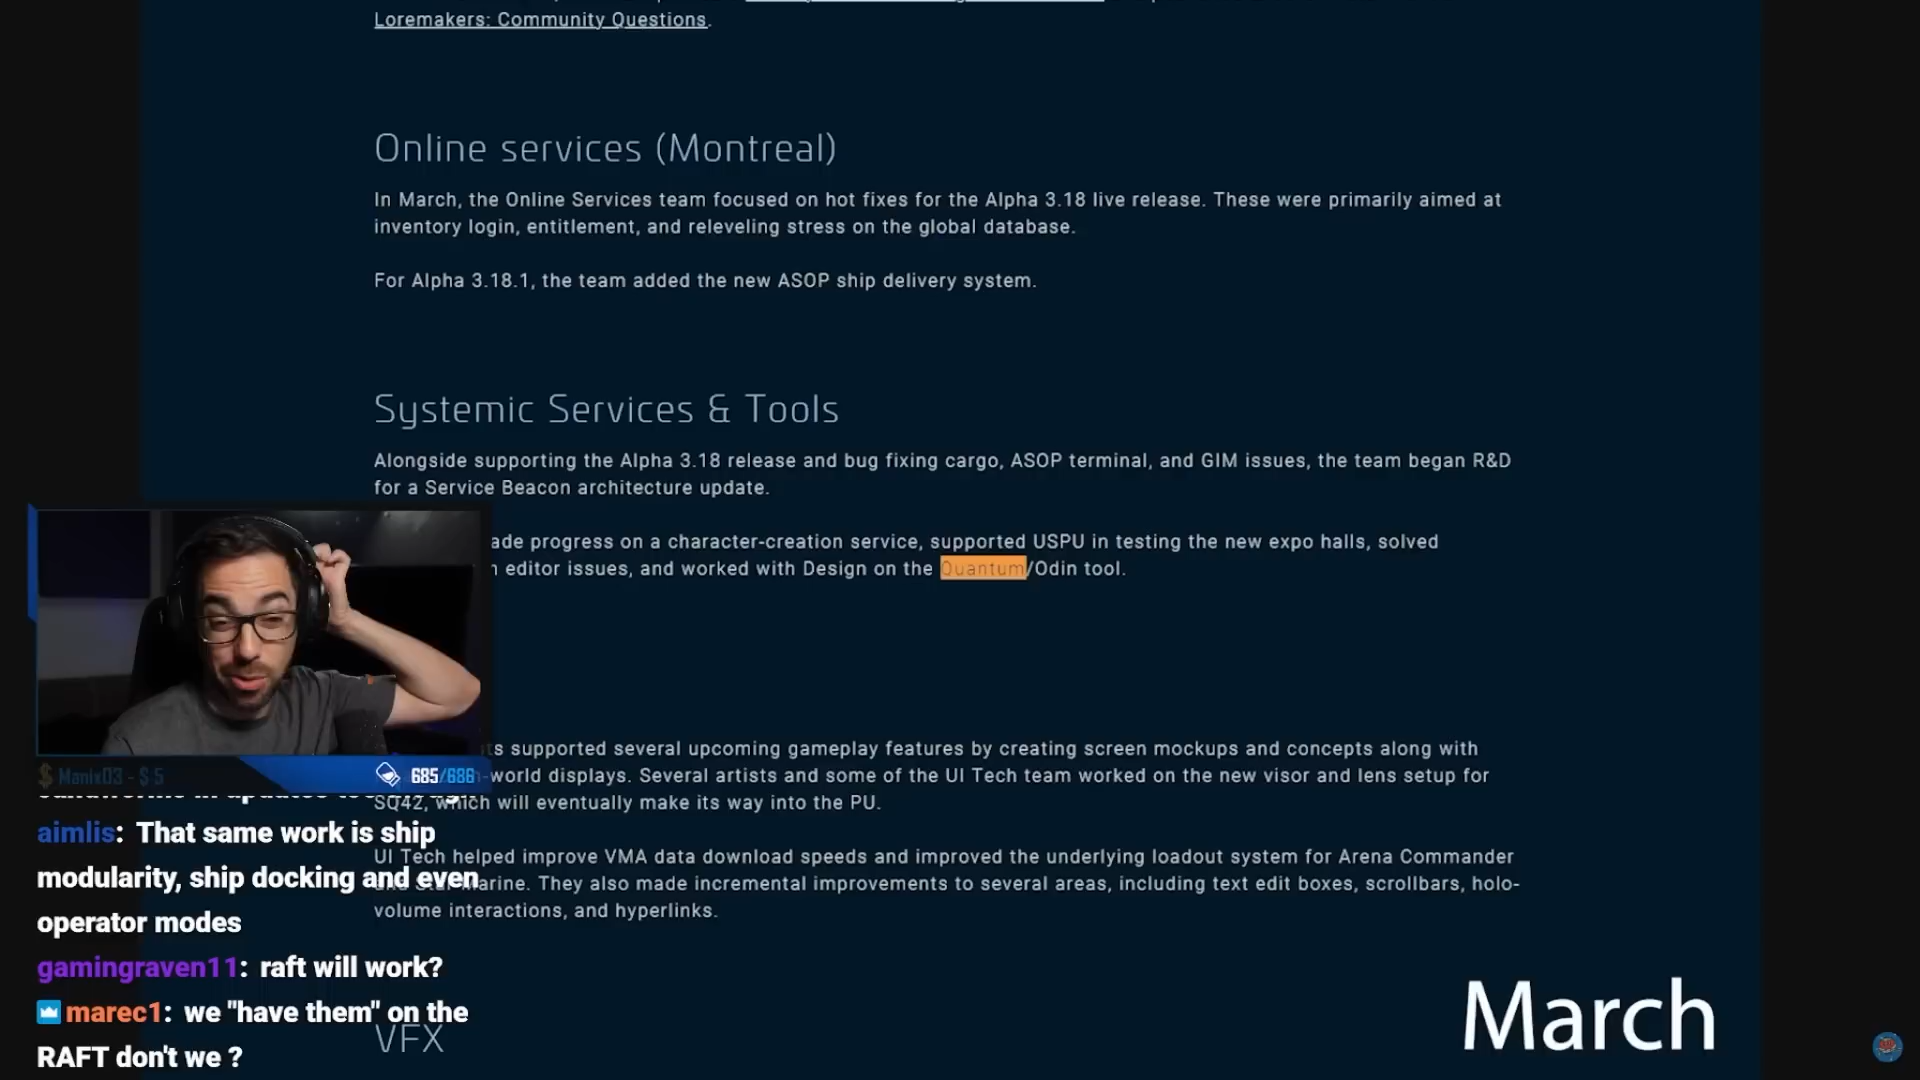 Loremakers: Community Questions.
Online services (Montreal)
In March, the Online Services team focused on hot fixes for the Alpha 3.18 live release. These were primarily aimed at
inventory login, entitlement, and releveling stress on the global database.
For Alpha 3.18.1, the team added the new ASOP ship delivery system.
Systemic Services & Tools
Alongside supporting the Alpha 3.18 release and bug fixing cargo, ASOP terminal, and GIM issues, the team began R&D
for a Service Beacon architecture update.
ade progress on a character-creation service, supported USPU in testing the new expo halls, solved
n editor issues, and worked with Design on the Quantum/Odin tool.
ts supported several upcoming gameplay features by creating screen mockups and concepts along with
-world displays. Several artists and some of the UI Tech team worked on the new visor and lens setup for
SQ42, which will eventually make its way into the PU.
UI Tech helped improve VMA data download speeds and improved the underlying loadout system for Arena Commander
Marine. They also made incremental improvements to several areas, including text edit boxes, scrollbars, holo-
volume interactions, and hyperlinks.
VFX
Manix03 - $ 5
685/686
aimlis: That same work is ship
modularity, ship docking and even
operator modes
gamingraven11: raft will work?
marec1: we "have them" on the
RAFT don't we ?
March